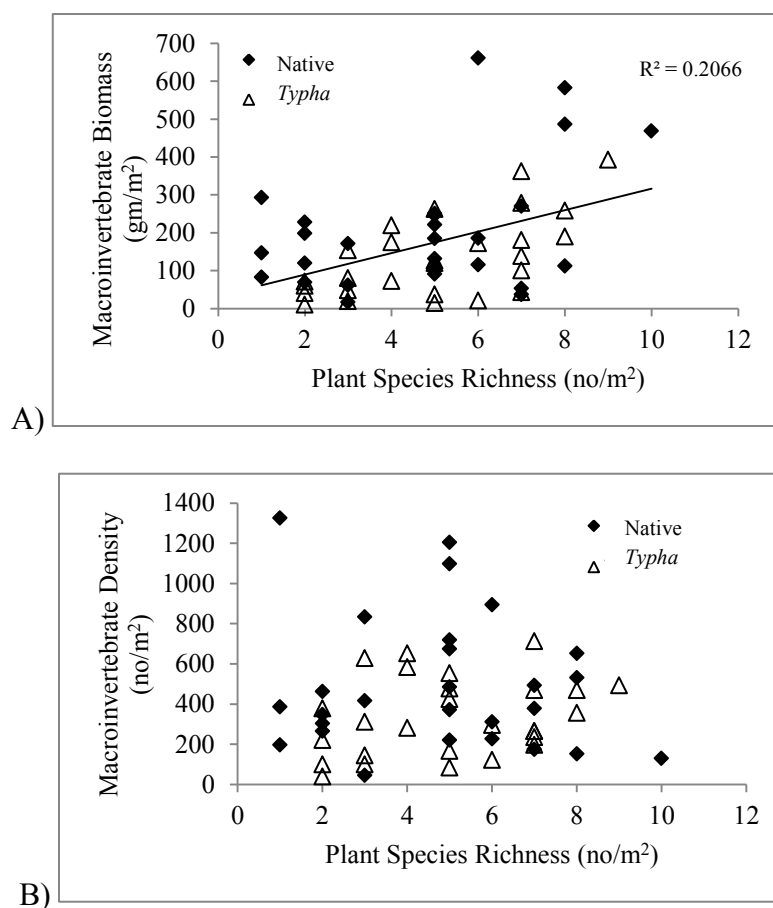 700
600
500
400
300
200
100
0
Macroinvertebrate Biomass
(gm/m²)
Native
Typha
R² = 0.2066
0 2 4 6 8 10 12
Plant Species Richness (no/m²)
A)
1400
1200
1000
800
600
400
200
0
Macroinvertebrate Density
(no/m²)
Native
Typha
0 2 4 6 8 10 12
Plant Species Richness (no/m²)
B)